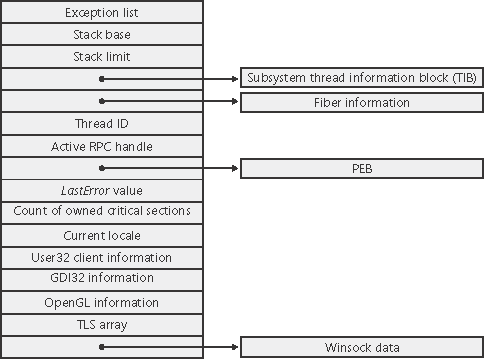 Exception list
Stack base
Stack limit
Subsystem thread information block (TIB)
Fiber information
Thread ID
Active RPC handle
PEB
LastError value
Count of owned critical sections
Current locale
User32 client information
GDI32 information
OpenGL information
TLS array
Winsock data